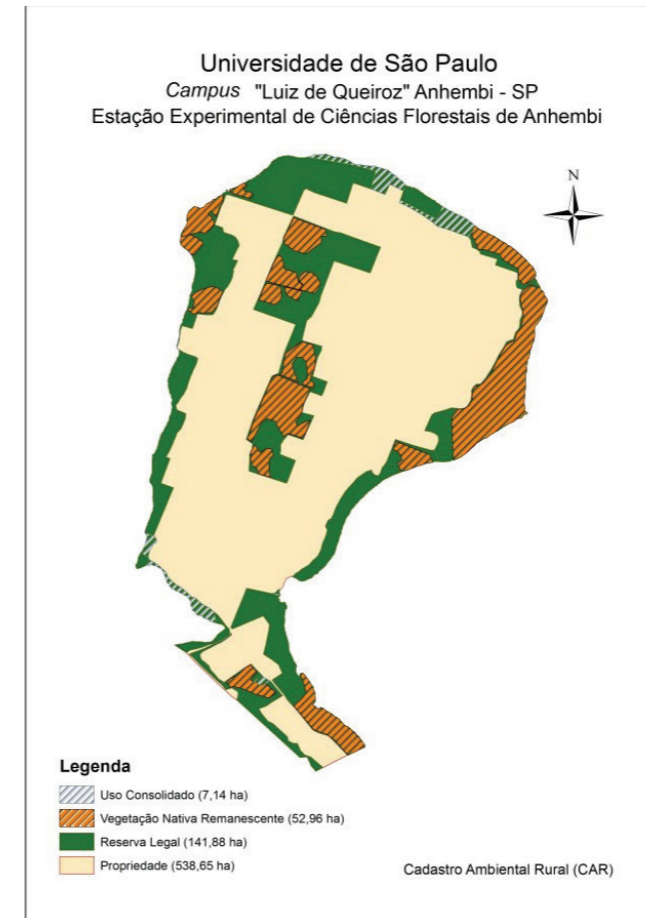 Universidade de São Paulo
Campus "Luiz de Queiroz" Anhembi - SP
Estação Experimental de Ciências Florestais de Anhembi
N
Legenda
Uso Consolidado (7,14 ha)
Vegetação Nativa Remanescente (52,96 ha)
Reserva Legal (141,88 ha)
Propriedade (538,65 ha)
Cadastro Ambiental Rural (CAR)